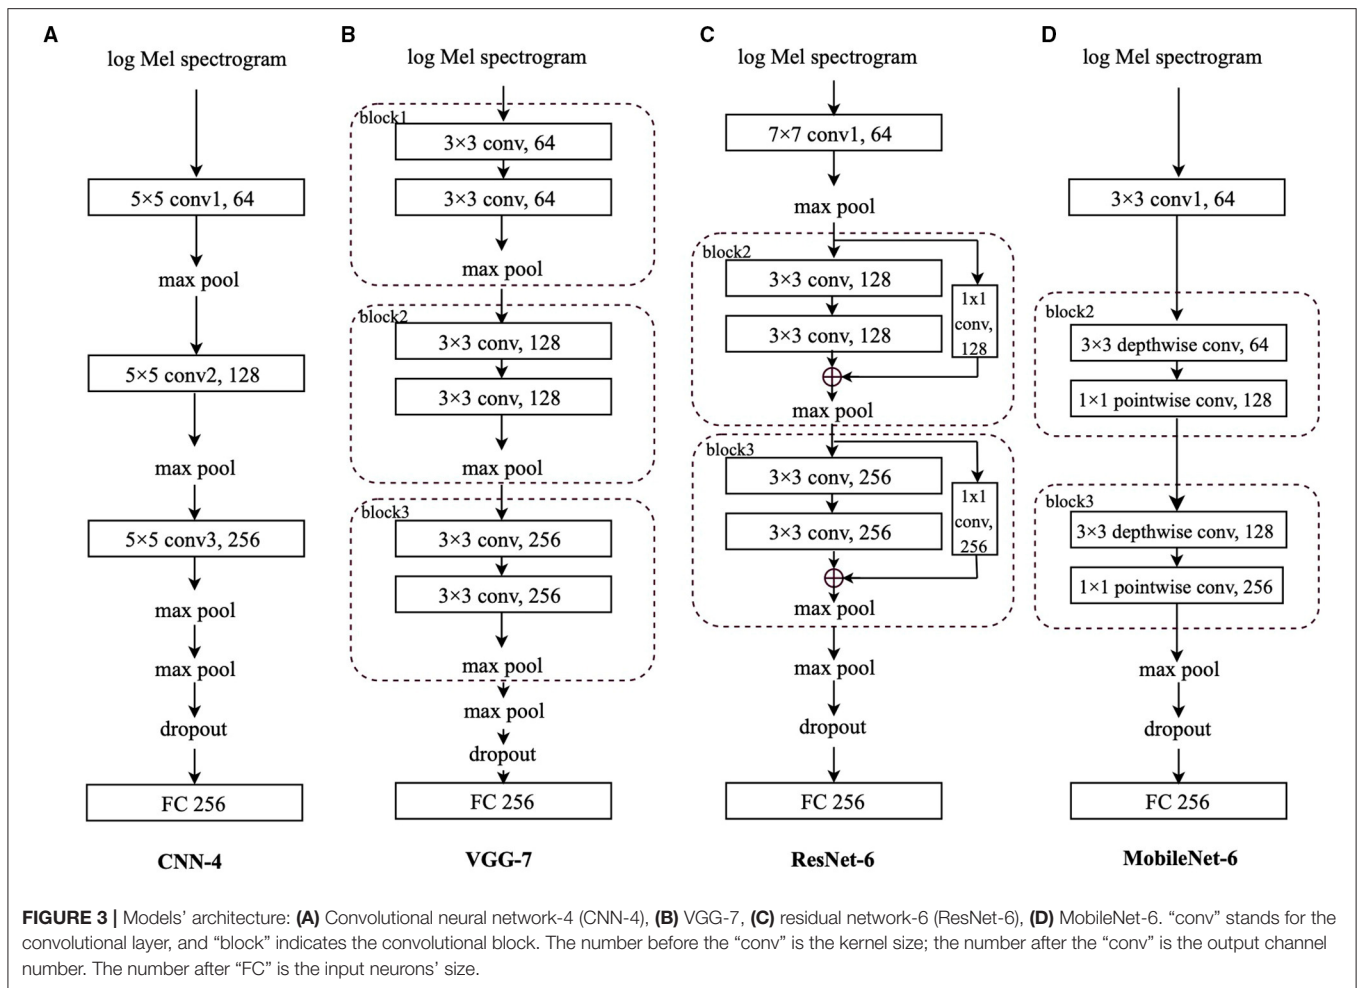 A
log Mel spectrogram
5×5 conv1, 64
max pool
5×5 conv2, 128
max pool
5×5 conv3, 256
max pool
max pool
dropout
FC 256
CNN-4
B
log Mel spectrogram
block1
3×3 conv, 64
3×3 conv, 64
max pool
block2
3×3 conv, 128
3×3 conv, 128
max pool
block3
3×3 conv, 256
3×3 conv, 256
max pool
max pool
dropout
FC 256
VGG-7
C
log Mel spectrogram
7×7 conv1, 64
max pool
block2
3×3 conv, 128
3×3 conv, 128
1x1
conv,
128
max pool
block3
3×3 conv, 256
3×3 conv, 256
1x1
conv,
256
max pool
max pool
dropout
FC 256
ResNet-6
D
log Mel spectrogram
3×3 conv1, 64
block2
3×3 depthwise conv, 64
1×1 pointwise conv, 128
block3
3×3 depthwise conv, 128
1×1 pointwise conv, 256
max pool
dropout
FC 256
MobileNet-6
FIGURE 3 | Models’ architecture: (A) Convolutional neural network-4 (CNN-4), (B) VGG-7, (C) residual network-6 (ResNet-6), (D) MobileNet-6. “conv” stands for the
convolutional layer, and “block” indicates the convolutional block. The number before the “conv” is the kernel size; the number after the “conv” is the output channel
number. The number after “FC” is the input neurons’ size.